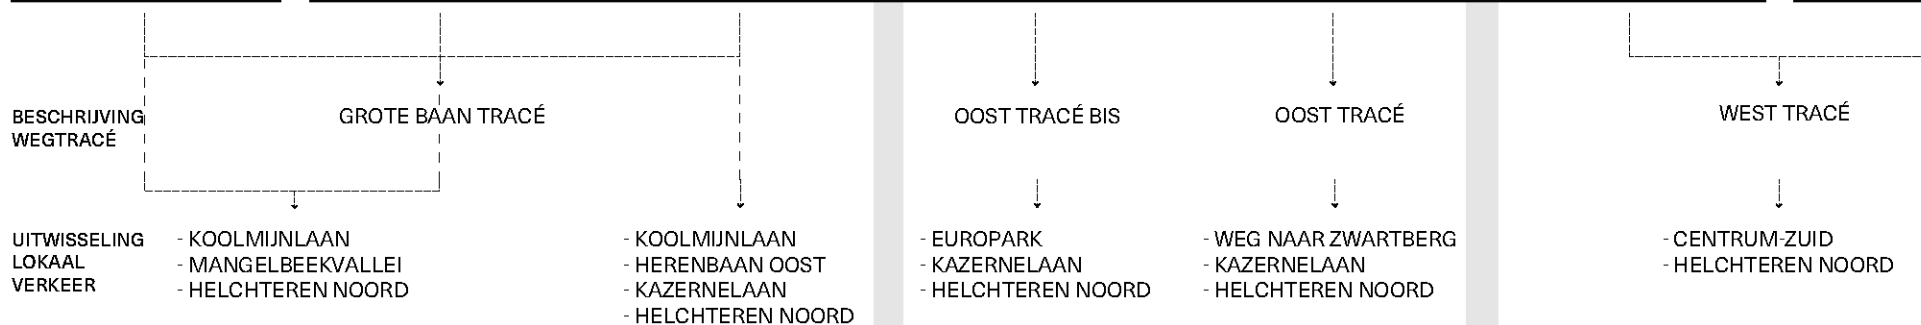 BESCHRIJVING
WEGTRACÉ
GROTE BAAN TRACÉ
OOST TRACÉ BIS
OOST TRACÉ
WEST TRACÉ
UITWISSELING
LOKAAL
VERKEER
- KOOLMIJNLAAN
- MANGELBEEKVALLEI
- HELCHTEREN NOORD
- KOOLMIJNLAAN
- HERENBAAN OOST
- KAZERNELAAN
- HELCHTEREN NOORD
- EUROPARK
- KAZERNELAAN
- HELCHTEREN NOORD
- WEG NAAR ZWARTBERG
- KAZERNELAAN
- HELCHTEREN NOORD
- CENTRUM-ZUID
- HELCHTEREN NOORD